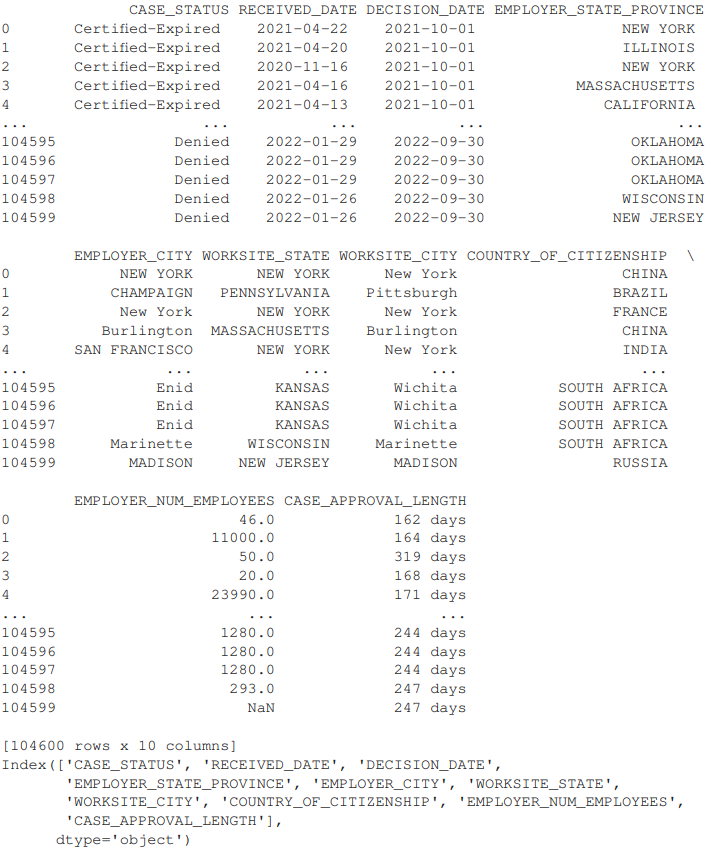 CASE_STATUS RECEIVED_DATE DECISION_DATE EMPLOYER_STATE_PROVINCE
0 Certified-Expired 2021-04-22 2021-10-01 NEW YORK
1 Certified-Expired 2021-04-20 2021-10-01 ILLINOIS
2 Certified-Expired 2020-11-16 2021-10-01 NEW YORK
3 Certified-Expired 2021-04-16 2021-10-01 MASSACHUSETTS
4 Certified-Expired 2021-04-13 2021-10-01 CALIFORNIA
... ... ... ... ...
104595 Denied 2022-01-29 2022-09-30 OKLAHOMA
104596 Denied 2022-01-29 2022-09-30 OKLAHOMA
104597 Denied 2022-01-29 2022-09-30 OKLAHOMA
104598 Denied 2022-01-26 2022-09-30 WISCONSIN
104599 Denied 2022-01-26 2022-09-30 NEW JERSEY
EMPLOYER_CITY WORKSITE_STATE WORKSITE_CITY COUNTRY_OF_CITIZENSHIP \
0 NEW YORK NEW YORK New York CHINA
1 CHAMPAIGN PENNSYLVANIA Pittsburgh BRAZIL
2 New York NEW YORK New York FRANCE
3 Burlington MASSACHUSETTS Burlington CHINA
4 SAN FRANCISCO NEW YORK New York INDIA
... ... ... ... ...
104595 Enid KANSAS Wichita SOUTH AFRICA
104596 Enid KANSAS Wichita SOUTH AFRICA
104597 Enid KANSAS Wichita SOUTH AFRICA
104598 Marinette WISCONSIN Marinette SOUTH AFRICA
104599 MADISON NEW JERSEY MADISON RUSSIA
EMPLOYER_NUM_EMPLOYEES CASE_APPROVAL_LENGTH
0 46.0 162 days
1 11000.0 164 days
2 50.0 319 days
3 20.0 168 days
4 23990.0 171 days
... ... ...
104595 1280.0 244 days
104596 1280.0 244 days
104597 1280.0 244 days
104598 293.0 247 days
104599 NaN 247 days
[104600 rows x 10 columns]
Index(['CASE_STATUS', 'RECEIVED_DATE', 'DECISION_DATE',
'EMPLOYER_STATE_PROVINCE', 'EMPLOYER_CITY', 'WORKSITE_STATE',
'WORKSITE_CITY', 'COUNTRY_OF_CITIZENSHIP', 'EMPLOYER_NUM_EMPLOYEES',
'CASE_APPROVAL_LENGTH'],
dtype='object')